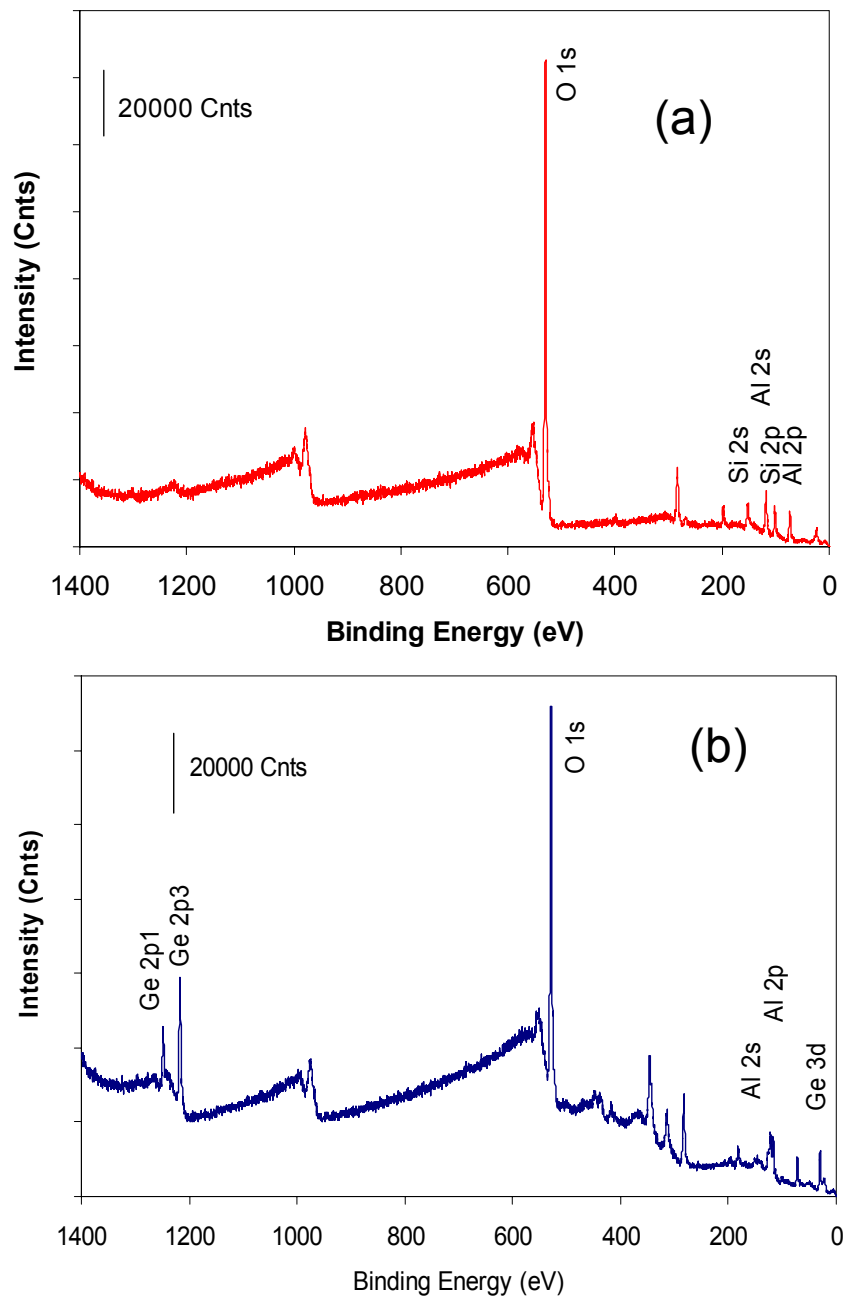 1400 1200 1000 800 600 400 200 0
Binding Energy (eV)
Intensity (Cnts)
20000 Cnts
O 1s
(a)
Si 2s
Al 2s
Si 2p
Al 2p
1400 1200 1000 800 600 400 200 0
Binding Energy (eV)
Intensity (Cnts)
20000 Cnts
Ge 2p1
Ge 2p3
O 1s
(b)
Al 2s
Al 2p
Ge 3d